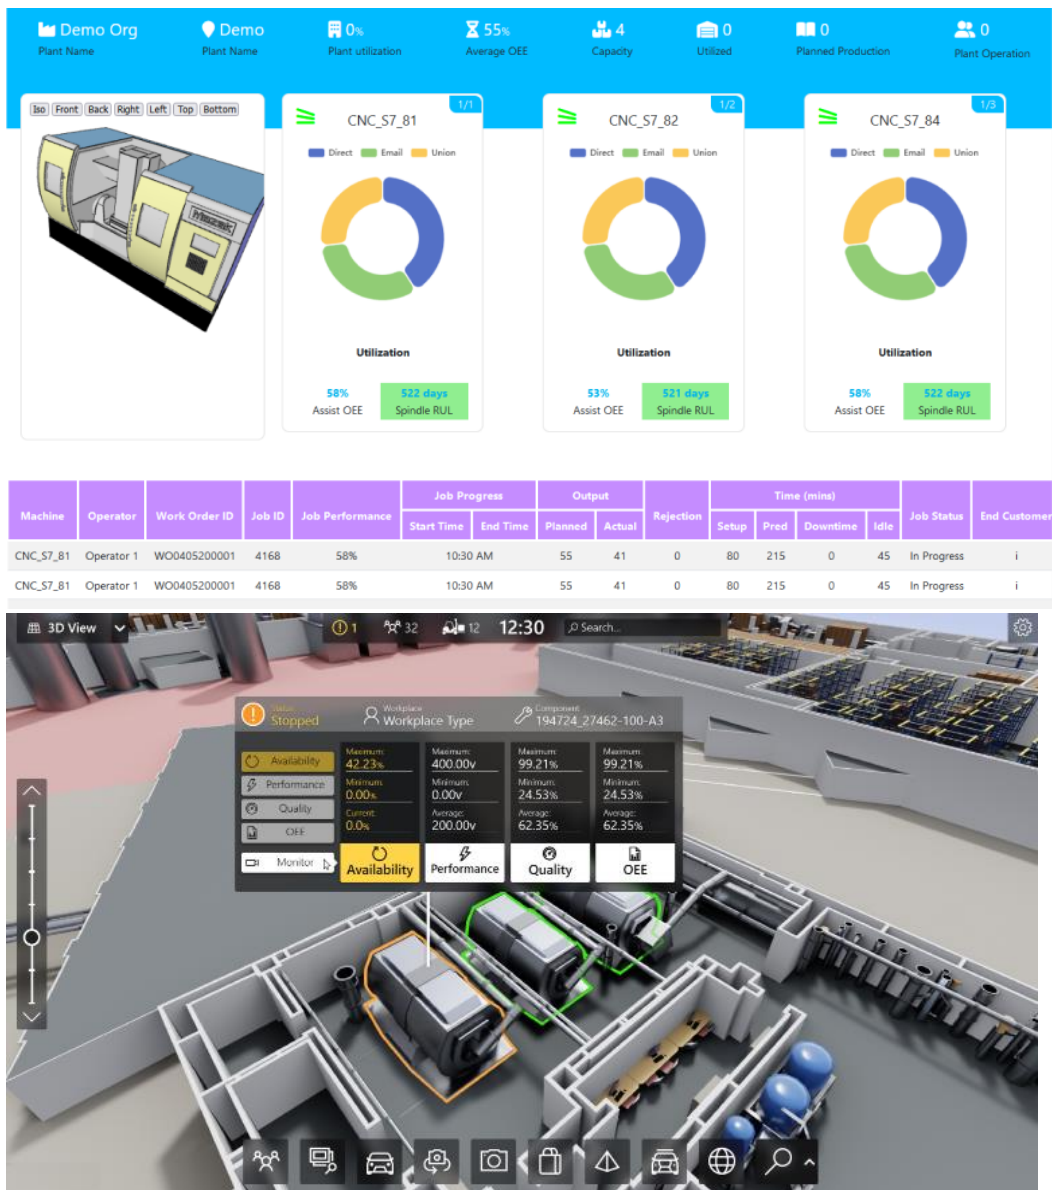 Demo Org
Plant Name
Demo
Plant Name
0%
Plant utilization
55%
Average OEE
4
Capacity
0
Utilized
0
Planned Production
0
Plant Operation
Iso Front Back Right Left Top Bottom
Mazak
1/1
CNC_S7_81
Direct Email Union
Utilization
58%
Assist OEE
522 days
Spindle RUL
1/2
CNC_S7_82
Direct Email Union
Utilization
53%
Assist OEE
521 days
Spindle RUL
1/3
CNC_S7_84
Direct Email Union
Utilization
58%
Assist OEE
522 days
Spindle RUL
Machine Operator Work Order ID Job ID Job Performance Job Progress Output Rejection Time (mins) Job Status End Customer
Start Time End Time Planned Actual Setup Pred Downtime Idle
CNC_S7_81 Operator 1 WO0405200001 4168 58% 10:30 AM 55 41 0 80 215 0 45 In Progress i
CNC_S7_81 Operator 1 WO0405200001 4168 58% 10:30 AM 55 41 0 80 215 0 45 In Progress i
3D View 1 32 12 12:30 Search...
Status
Stopped
Workplace
Workplace Type
Component
194724_27462-100-A3
Availability
Performance
Quality
OEE
Monitor
Maximum:
42.23%
Minimum:
0.00%
Current:
0.0%
Availability
Maximum:
400.00v
Minimum:
0.00v
Average:
200.00v
Performance
Maximum:
99.21%
Minimum:
24.53%
Average:
62.35%
Quality
Maximum:
99.21%
Minimum:
24.53%
Average:
62.35%
OEE